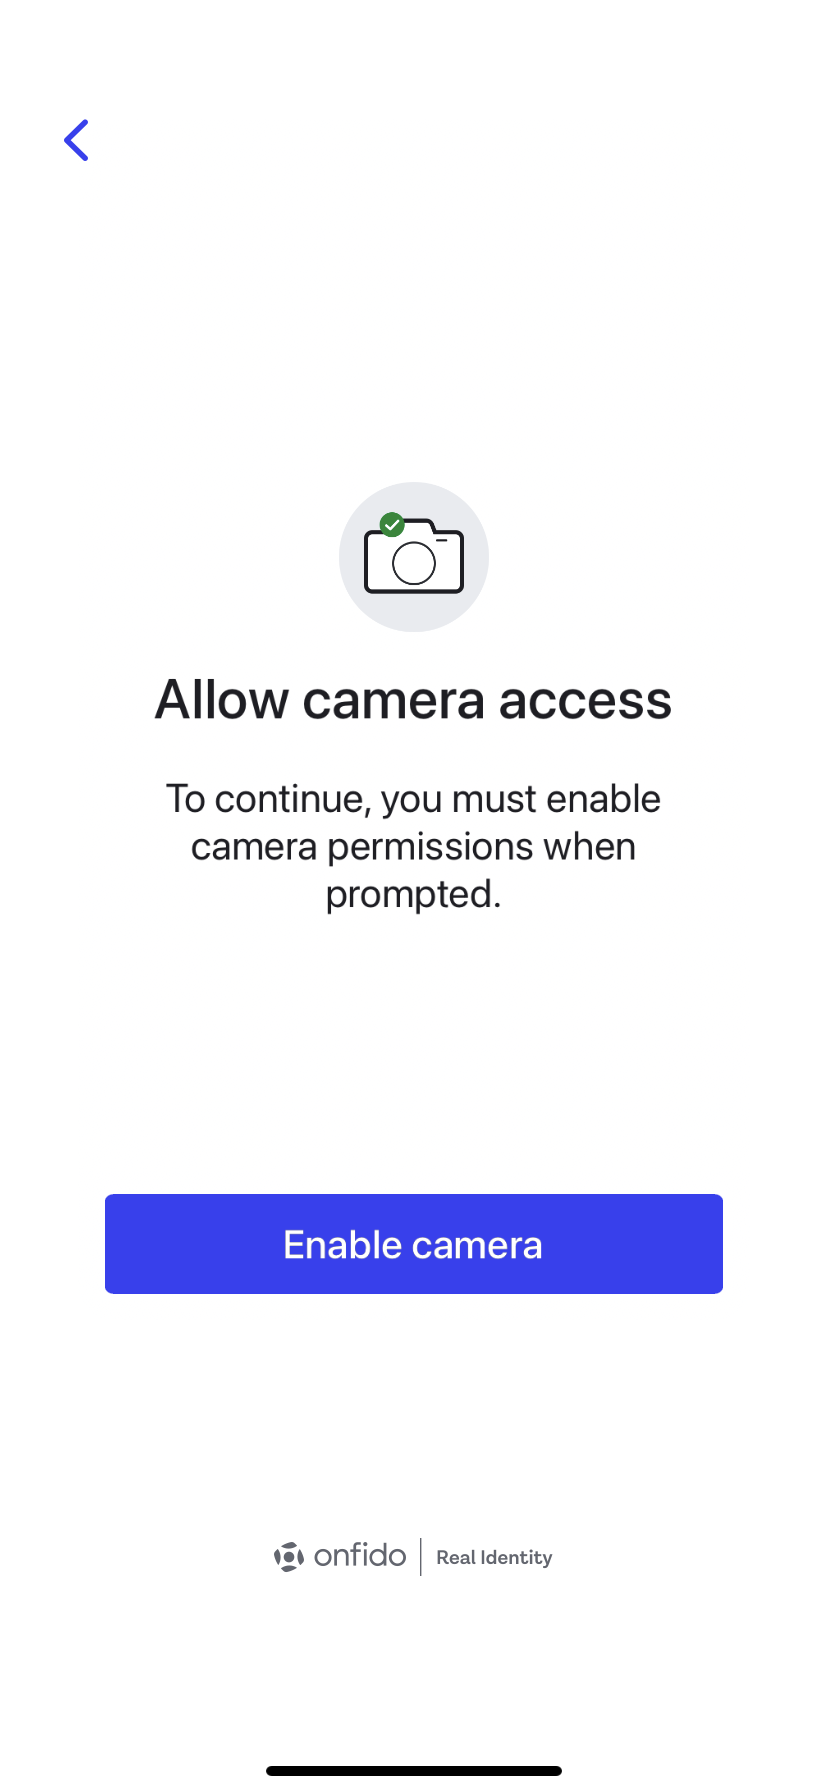 Allow camera access
To continue, you must enable
camera permissions when
prompted.
Enable camera
onfido | Real Identity